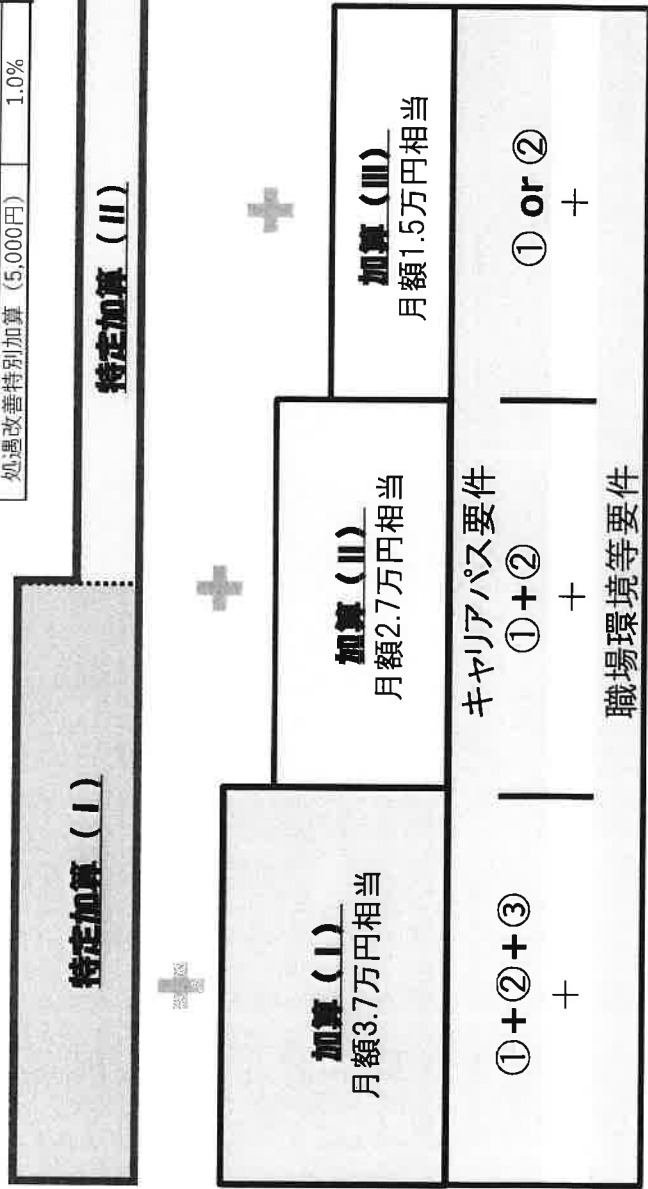 処遇改善特別加算（5,000円） 1.0%
特定加算（Ⅰ）
特定加算（Ⅱ）
加算（Ⅰ）
月額3.7万円相当
加算（Ⅱ）
月額2.7万円相当
加算（Ⅲ）
月額1.5万円相当
キャリアパス要件
①+②+③
+
①+②
+
① or ②
+
職場環境等要件